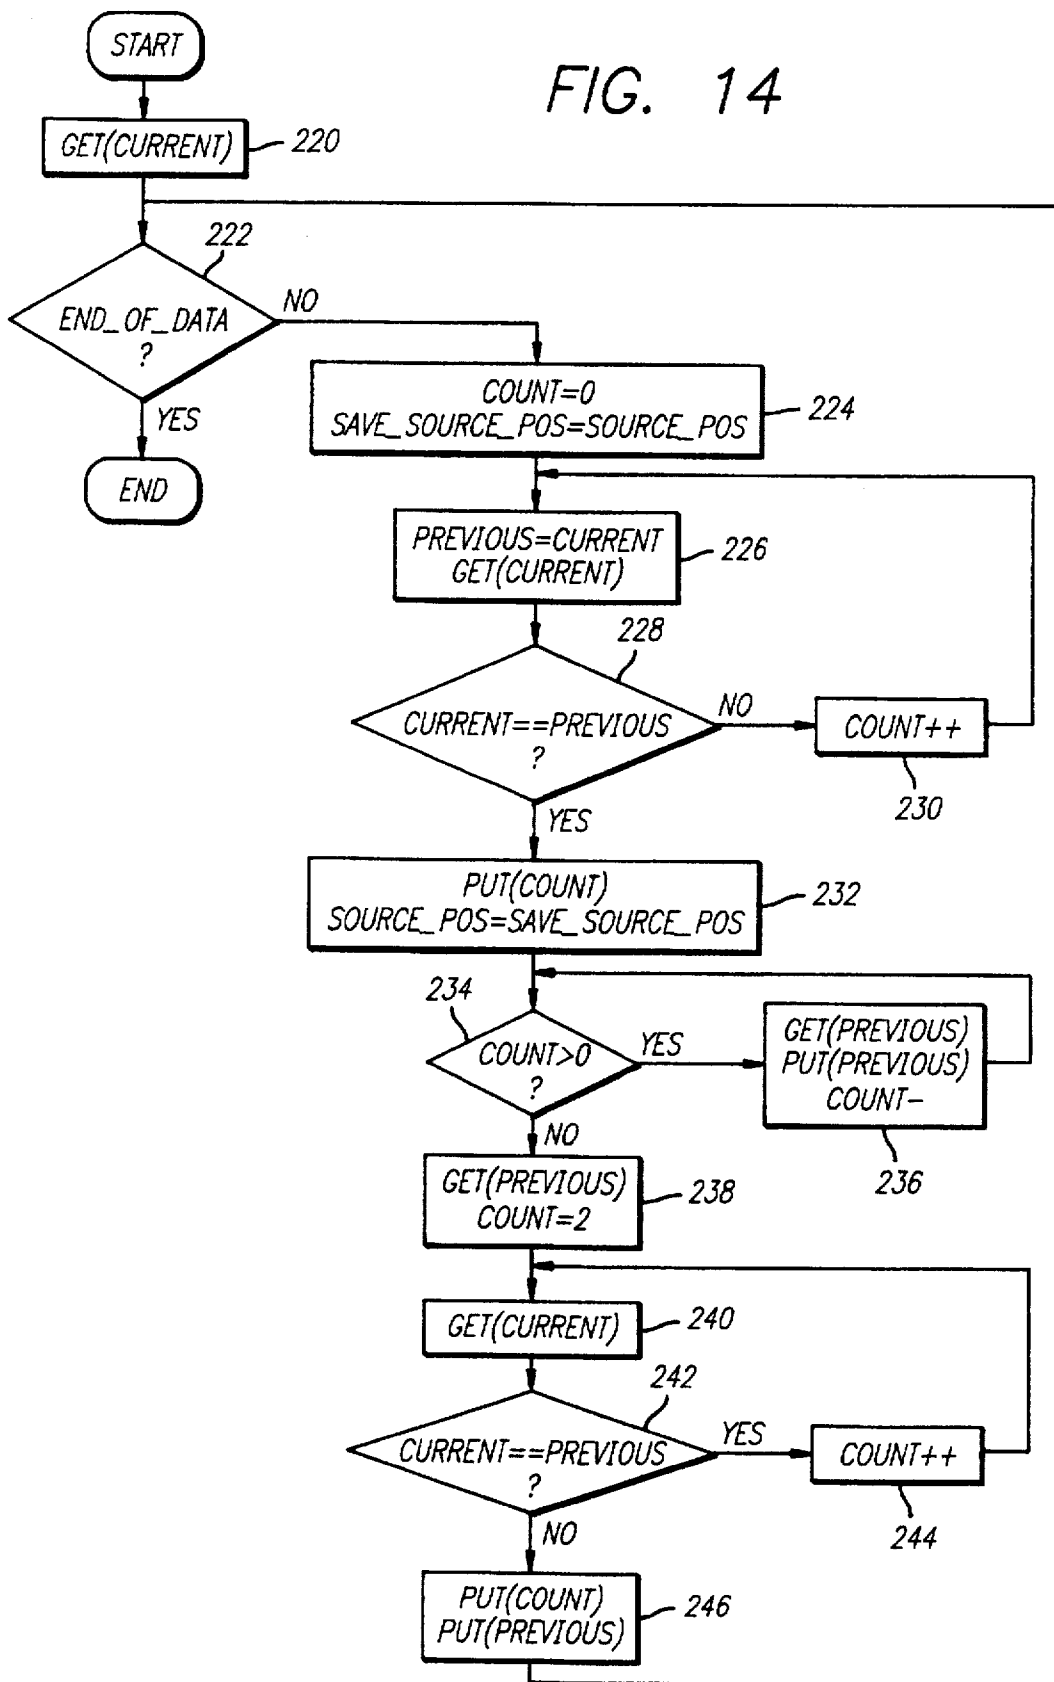 START
FIG. 14
GET(CURRENT)
220
222
END_OF_DATA
?
NO
YES
END
COUNT=0
SAVE_SOURCE_POS=SOURCE_POS
224
PREVIOUS=CURRENT
GET(CURRENT)
226
228
CURRENT==PREVIOUS
?
NO
COUNT++
230
YES
PUT(COUNT)
SOURCE_POS=SAVE_SOURCE_POS
232
234
COUNT>0
?
YES
GET(PREVIOUS)
PUT(PREVIOUS)
COUNT-
236
NO
GET(PREVIOUS)
COUNT=2
238
GET(CURRENT)
240
242
CURRENT==PREVIOUS
?
YES
COUNT++
244
NO
PUT(COUNT)
PUT(PREVIOUS)
246